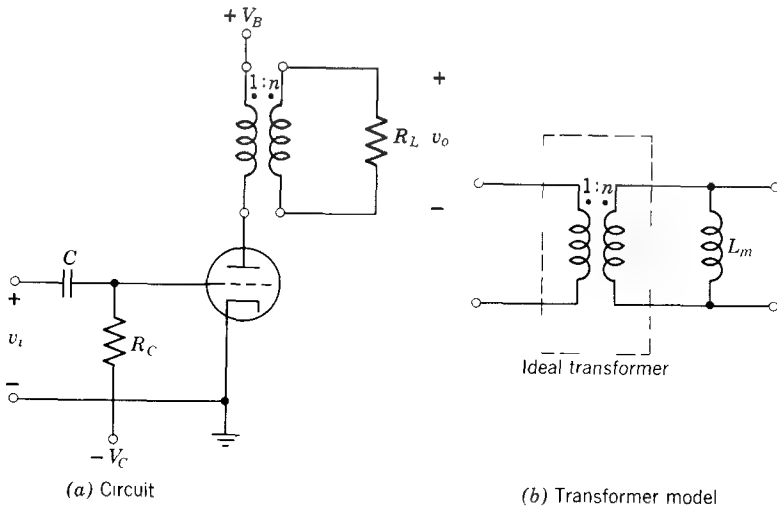 + V_B
1:n
+
R_L
v_o
−
C
+
v_i
−
R_C
− V_C
(a) Circuit
1:n
L_m
Ideal transformer
(b) Transformer model